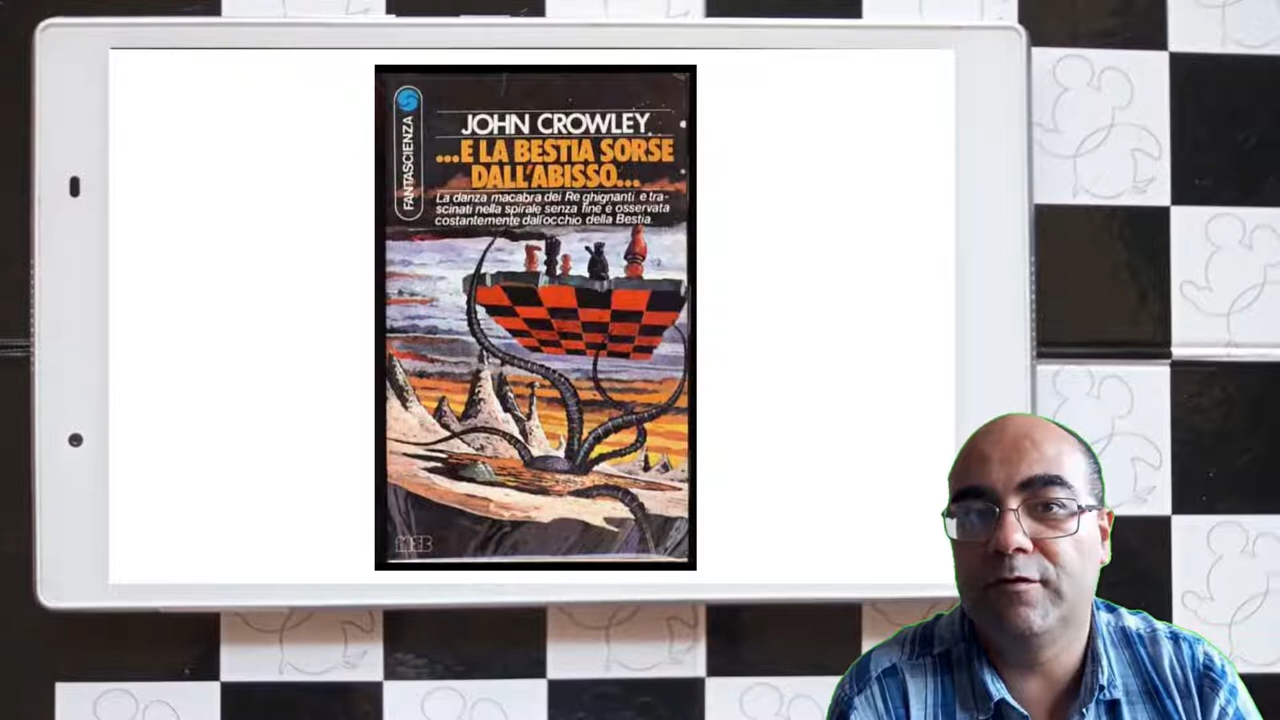 FANTASCIENZA
JOHN CROWLEY
...E LA BESTIA SORSE
DALL'ABISSO...
La danza macabra dei Re ghignanti e tra-
scinati nella spirale senza fine è osservata
costantemente dall'occhio della Bestia.
MEB